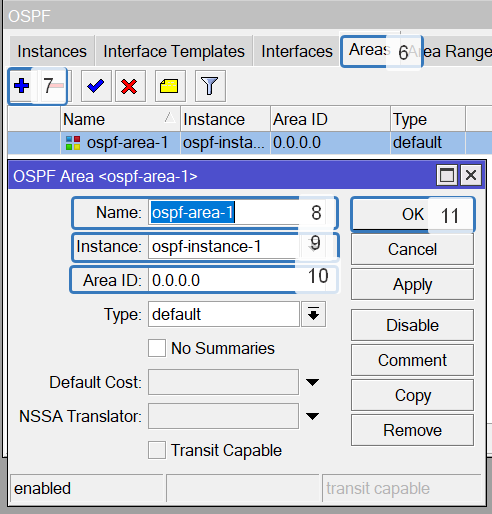 OSPF
Instances Interface Templates Interfaces Areas 6 Area Range
7
Name Instance Area ID Type
ospf-area-1 ospf-insta... 0.0.0.0 default
OSPF Area <ospf-area-1>
Name: ospf-area-1 8 OK 11
Instance: ospf-instance-1 9 Cancel
Area ID: 0.0.0.0 10 Apply
Type: default Disable
No Summaries Comment
Default Cost: Copy
NSSA Translator: Remove
Transit Capable
enabled transit capable